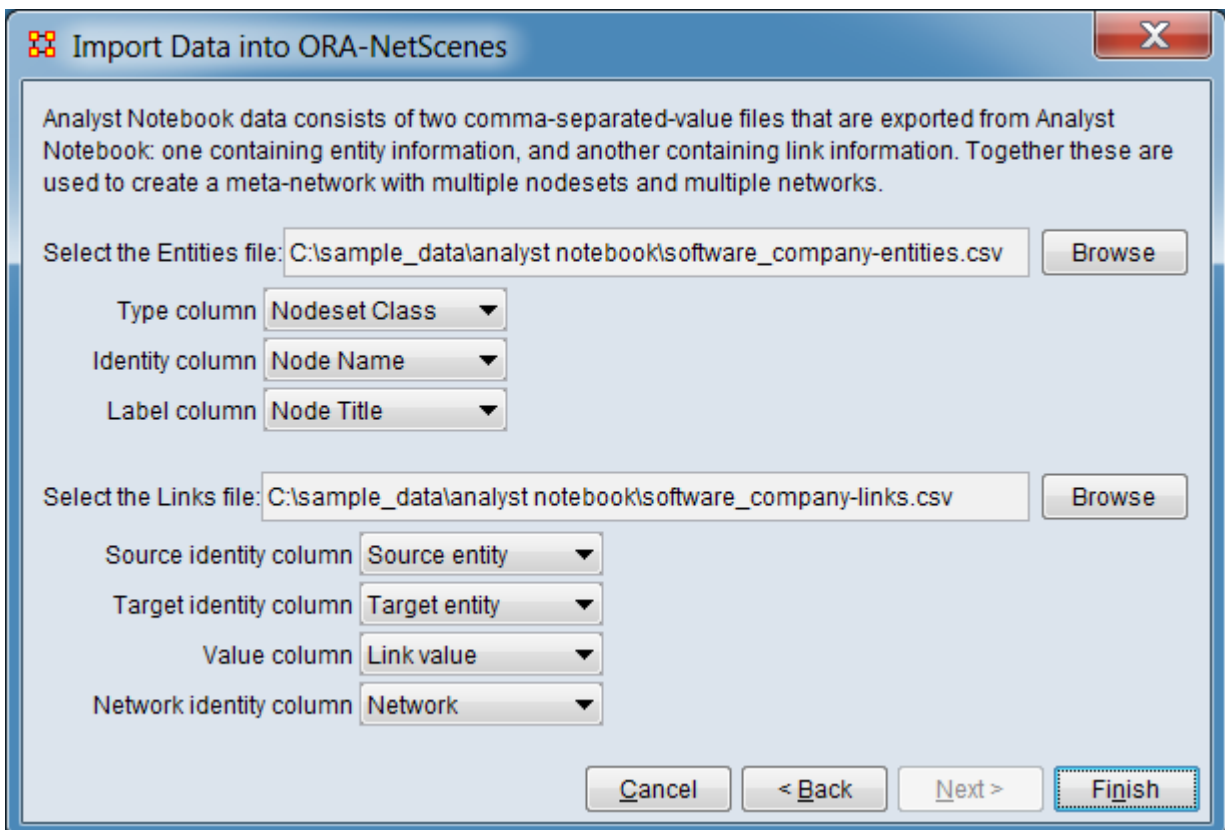 Import Data into ORA-NetScenes
X
Analyst Notebook data consists of two comma-separated-value files that are exported from Analyst
Notebook: one containing entity information, and another containing link information. Together these are
used to create a meta-network with multiple nodesets and multiple networks.
Select the Entities file: C:\sample_data\analyst notebook\software_company-entities.csv Browse
Type column Nodeset Class
Identity column Node Name
Label column Node Title
Select the Links file: C:\sample_data\analyst notebook\software_company-links.csv Browse
Source identity column Source entity
Target identity column Target entity
Value column Link value
Network identity column Network
Cancel < Back Next > Finish